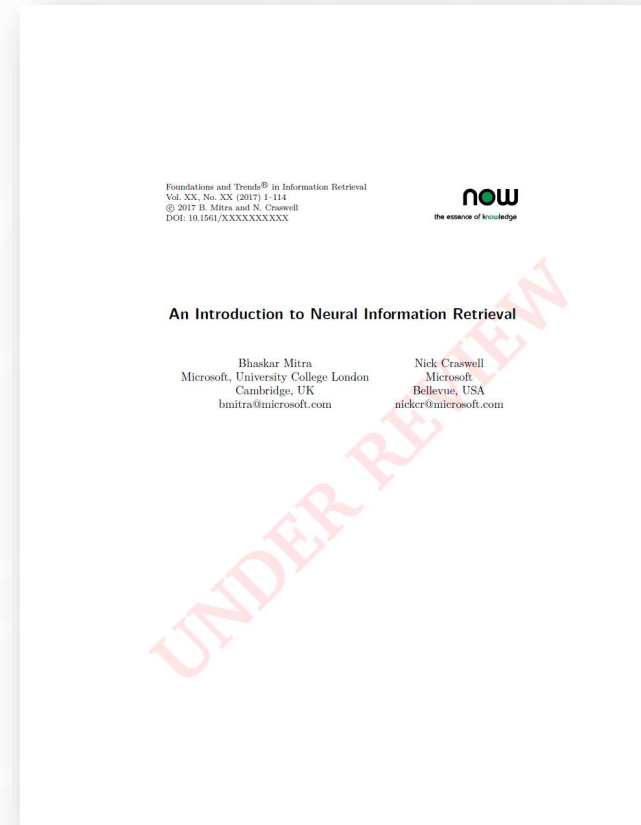 Foundations and Trends® in Information Retrieval
Vol. XX, No. XX (2017) 1–114
© 2017 B. Mitra and N. Craswell
DOI: 10.1561/XXXXXXXXXX
now
the essence of knowledge
An Introduction to Neural Information Retrieval
Bhaskar Mitra
Microsoft, University College London
Cambridge, UK
bmitra@microsoft.com
Nick Craswell
Microsoft
Bellevue, USA
nickcr@microsoft.com
UNDER REVIEW